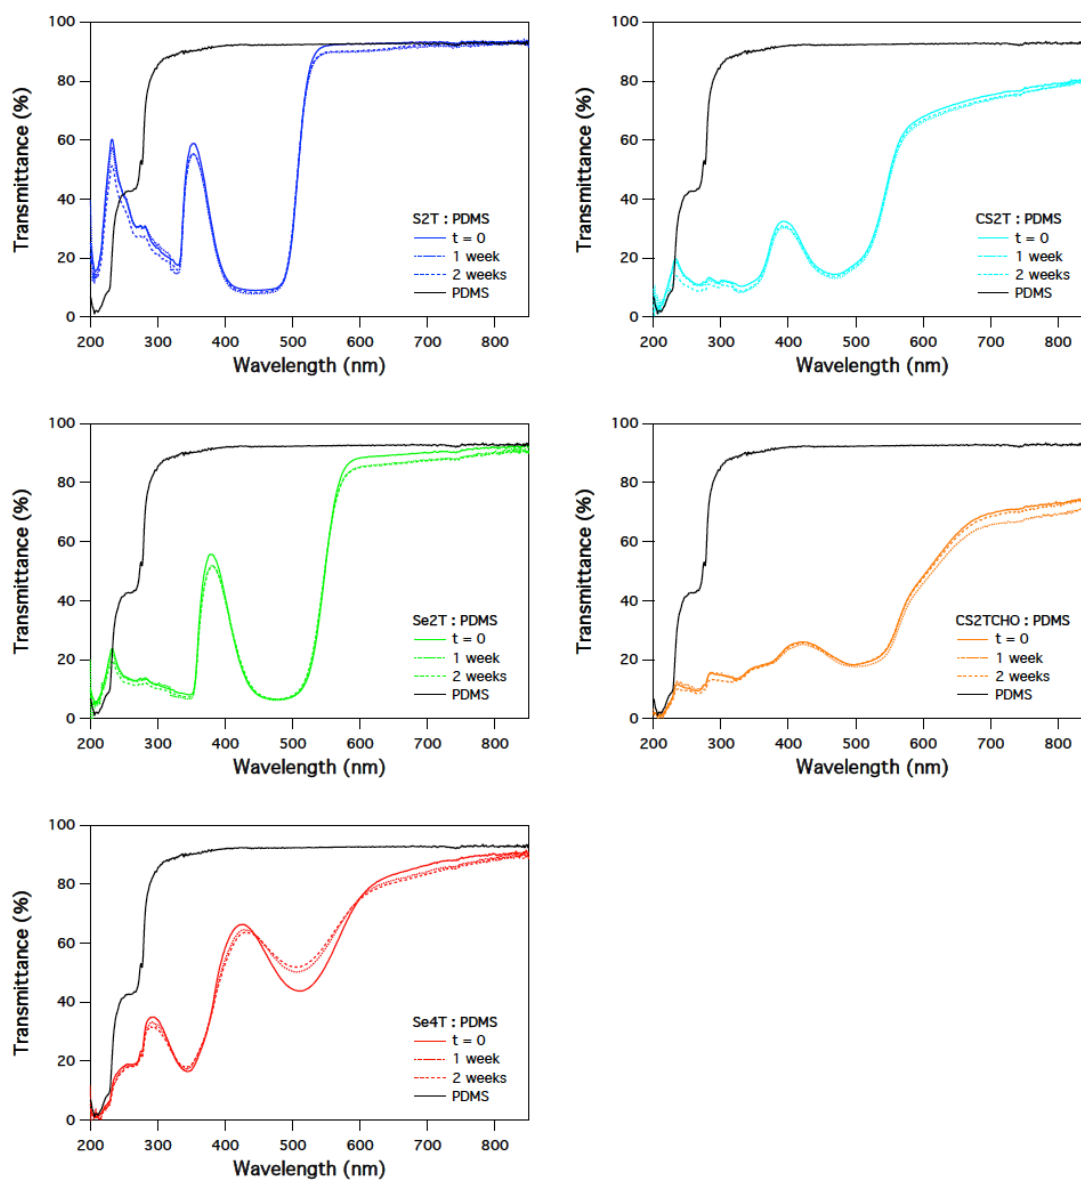 100
80
60
40
20
0
Transmittance (%)
S2T : PDMS
t = 0
1 week
2 weeks
PDMS
200 300 400 500 600 700 800
Wavelength (nm)
100
80
60
40
20
0
Transmittance (%)
CS2T : PDMS
t = 0
1 week
2 weeks
PDMS
200 300 400 500 600 700 800
Wavelength (nm)
100
80
60
40
20
0
Transmittance (%)
Se2T : PDMS
t = 0
1 week
2 weeks
PDMS
200 300 400 500 600 700 800
Wavelength (nm)
100
80
60
40
20
0
Transmittance (%)
CS2TCHO : PDMS
t = 0
1 week
2 weeks
PDMS
200 300 400 500 600 700 800
Wavelength (nm)
100
80
60
40
20
0
Transmittance (%)
Se4T : PDMS
t = 0
1 week
2 weeks
PDMS
200 300 400 500 600 700 800
Wavelength (nm)